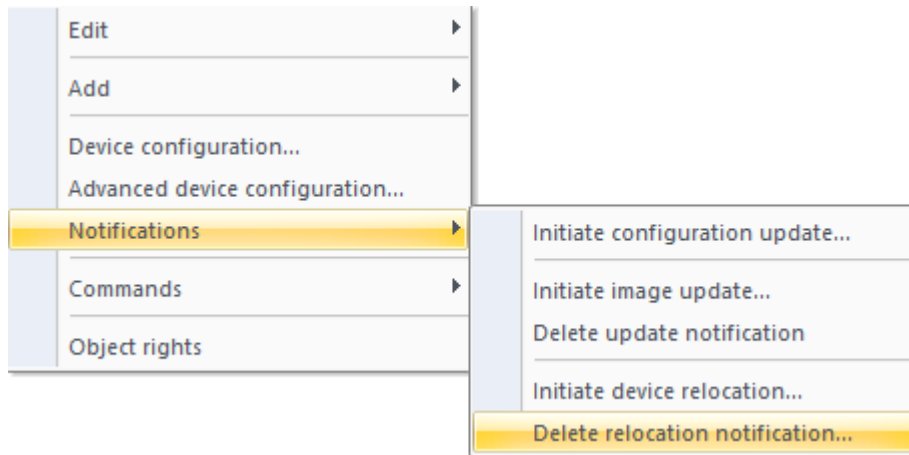 Edit
Add
Device configuration...
Advanced device configuration...
Notifications
Commands
Object rights
Initiate configuration update...
Initiate image update...
Delete update notification
Initiate device relocation...
Delete relocation notification...